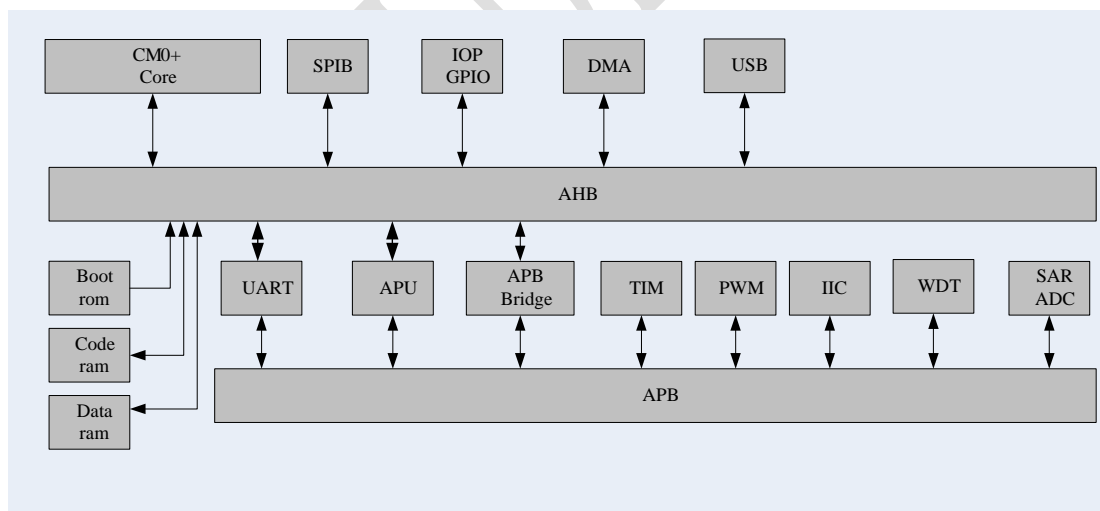 CM0+
Core
SPIB
IOP
GPIO
DMA
USB
AHB
Boot
rom
UART
APU
APB
Bridge
TIM
PWM
IIC
WDT
SAR
ADC
Code
ram
Data
ram
APB